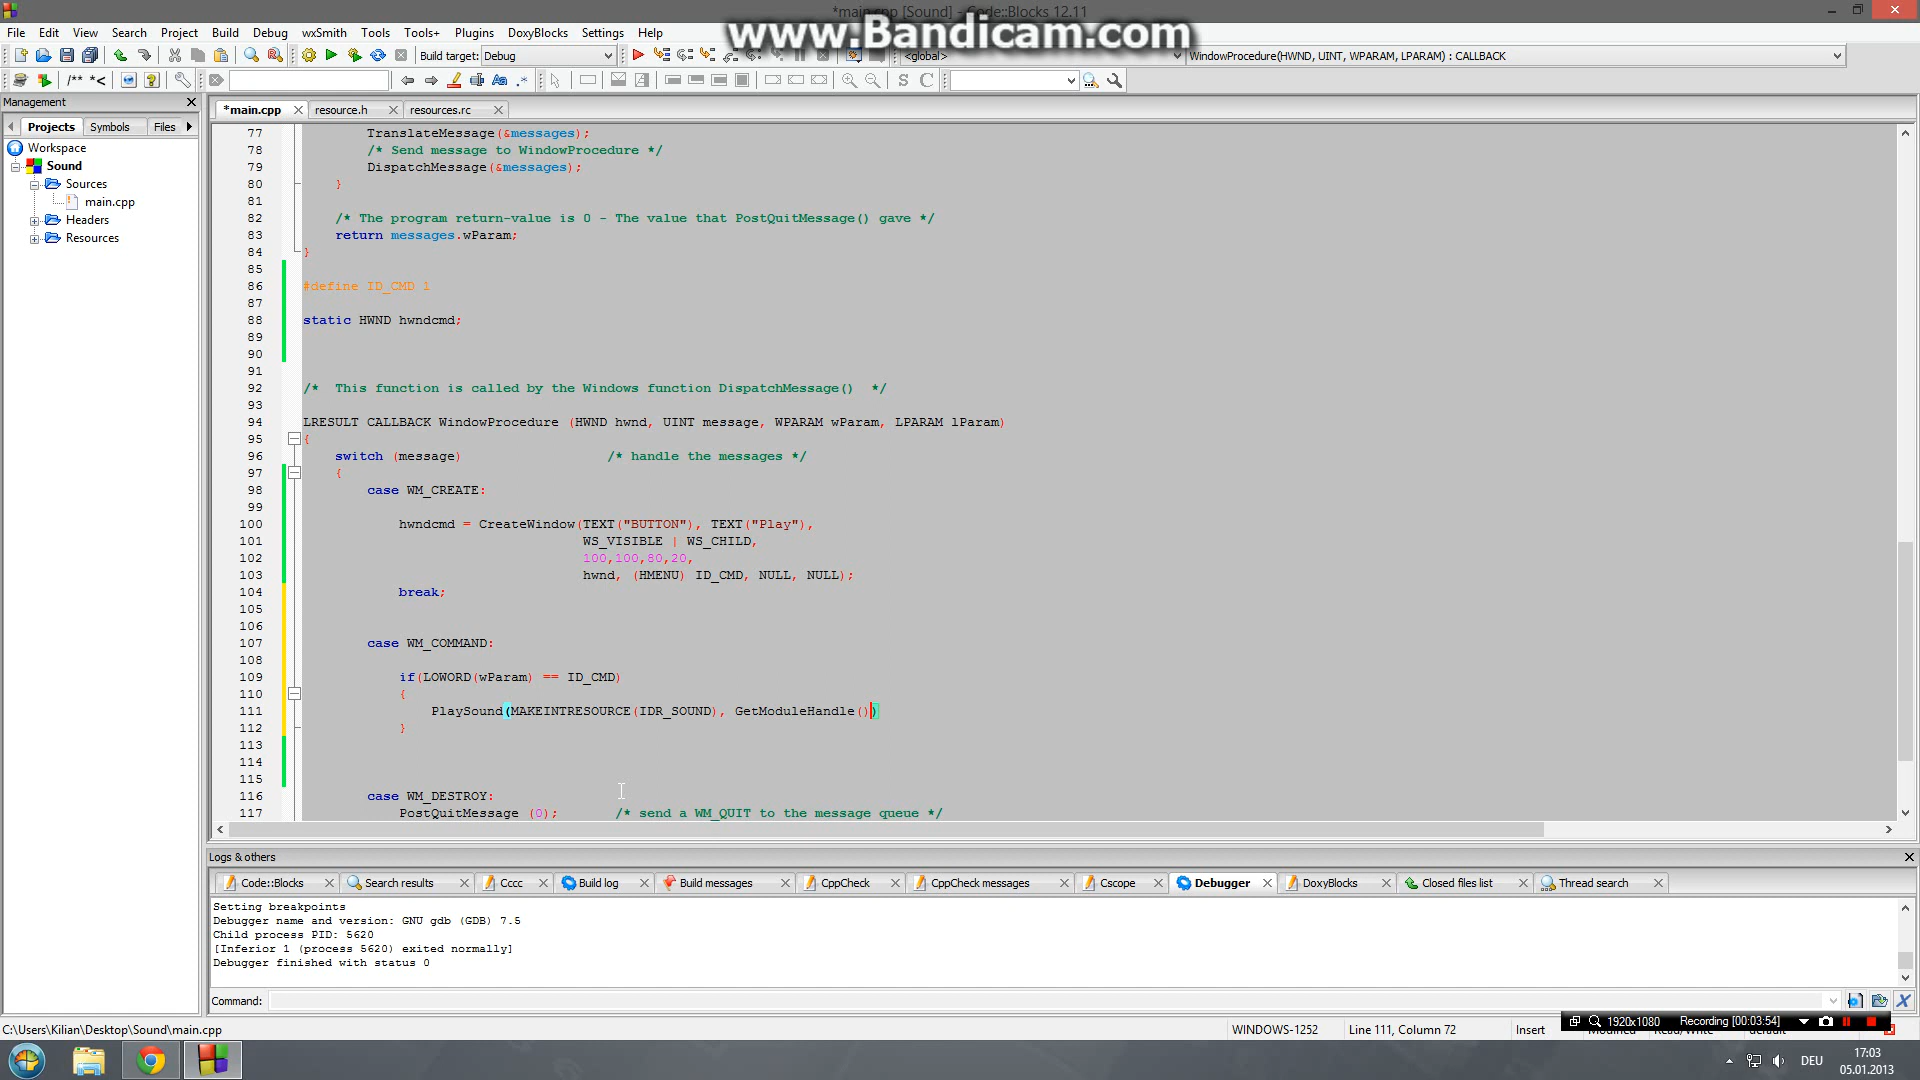 *main.cpp [Sound] - Code::Blocks 12.11
www.Bandicam.com
File Edit View Search Project Build Debug wxSmith Tools Tools+ Plugins DoxyBlocks Settings Help
Build target: Debug <global> WindowProcedure(HWND, UINT, WPARAM, LPARAM) : CALLBACK
/** *< S C
Management
*main.cpp resource.h resources.rc
Projects Symbols Files
Workspace
Sound
Sources
main.cpp
Headers
Resources
77 TranslateMessage(&messages);
78 /* Send message to WindowProcedure */
79 DispatchMessage(&messages);
80 }
81
82 /* The program return-value is 0 - The value that PostQuitMessage() gave */
83 return messages.wParam;
84 }
85
86 #define ID_CMD 1
87
88 static HWND hwndcmd;
89
90
91
92 /*  This function is called by the Windows function DispatchMessage()  */
93
94 LRESULT CALLBACK WindowProcedure (HWND hwnd, UINT message, WPARAM wParam, LPARAM lParam)
95 {
96 switch (message) /* handle the messages */
97 {
98 case WM_CREATE:
99
100 hwndcmd = CreateWindow(TEXT("BUTTON"), TEXT("Play"),
101 WS_VISIBLE | WS_CHILD,
102 100,100,80,20,
103 hwnd, (HMENU) ID_CMD, NULL, NULL);
104 break;
105
106
107 case WM_COMMAND:
108
109 if(LOWORD(wParam) == ID_CMD)
110 {
111 PlaySound(MAKEINTRESOURCE(IDR_SOUND), GetModuleHandle())
112 }
113
114
115
116 case WM_DESTROY:
117 PostQuitMessage (0); /* send a WM_QUIT to the message queue */
Logs & others
Code::Blocks Search results Cccc Build log Build messages CppCheck CppCheck messages Cscope Debugger DoxyBlocks Closed files list Thread search
Setting breakpoints
Debugger name and version: GNU gdb (GDB) 7.5
Child process PID: 5620
[Inferior 1 (process 5620) exited normally]
Debugger finished with status 0
Command:
1920x1080 Recording [00:03:54]
C:\Users\Kilian\Desktop\Sound\main.cpp WINDOWS-1252 Line 111, Column 72 Insert
DEU
17:03
05.01.2013